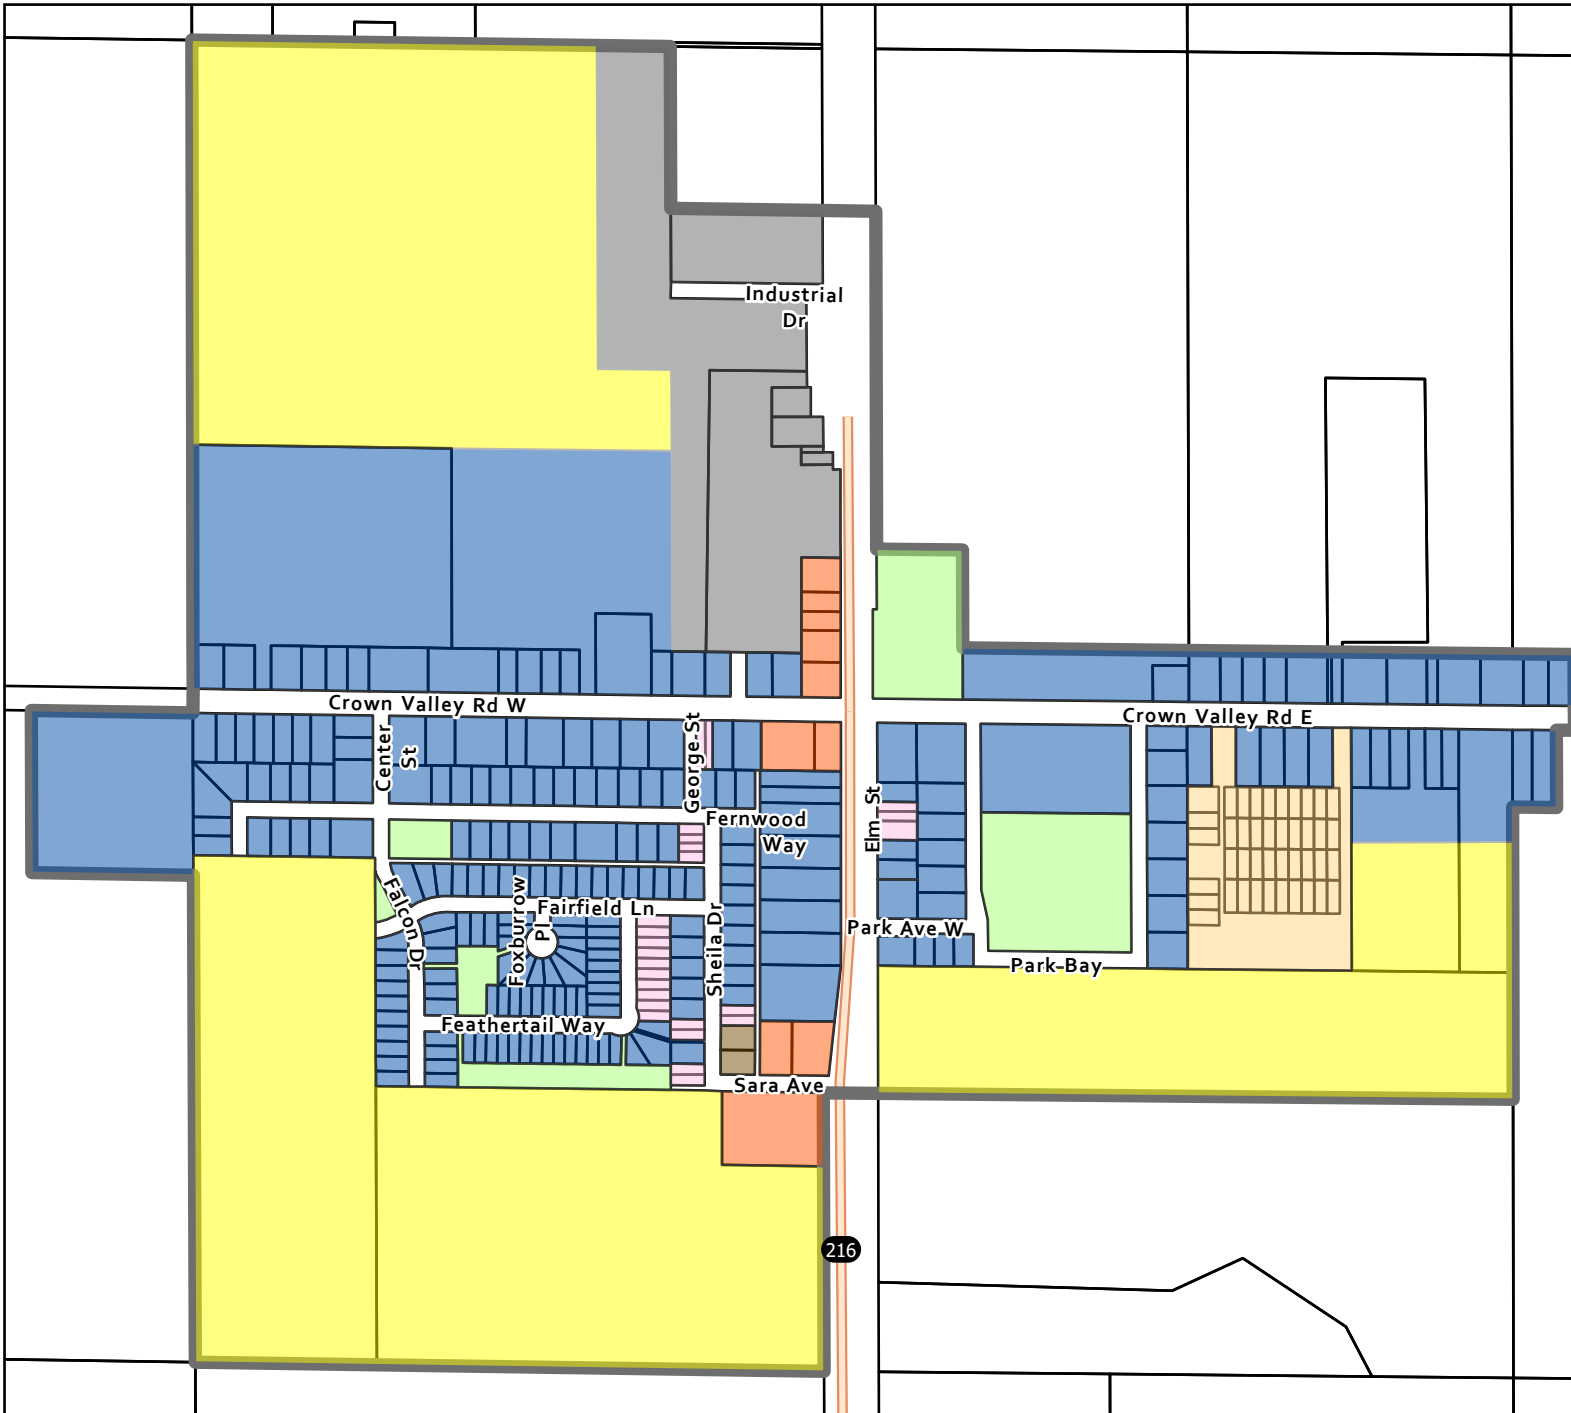 Industrial
Dr
Crown Valley Rd W
Crown Valley Rd E
Center
St
George St
Fernwood
Way
Elm St
Falcon Dr
Foxburrow
Pl
Fairfield Ln
Sheila Dr
Park Ave W
Park Bay
Feathertail Way
Sara Ave
216